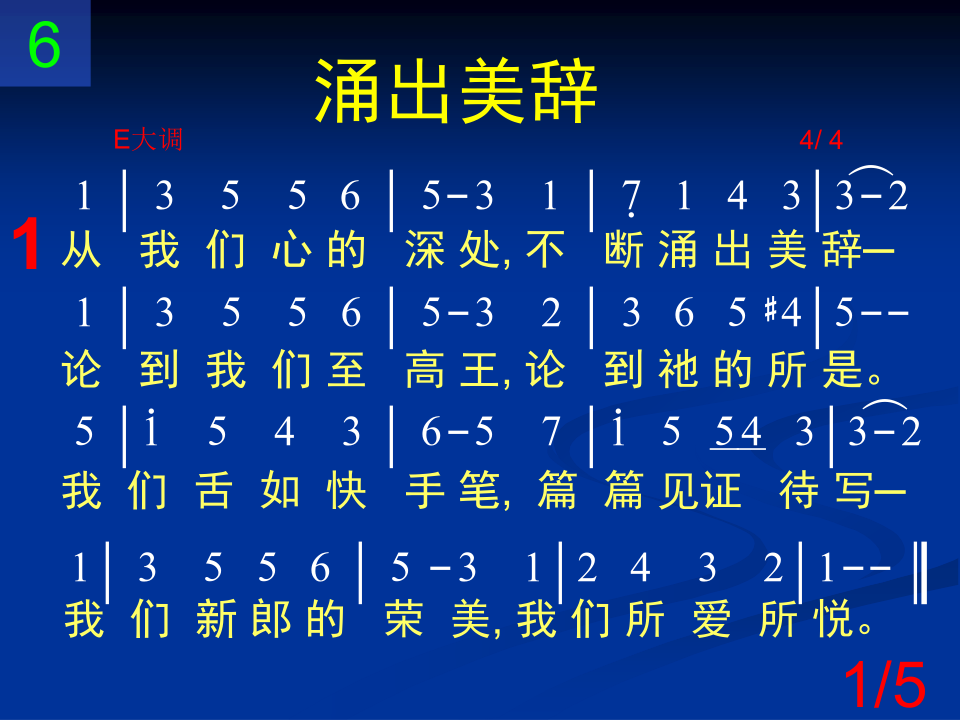 6
涌出美辞
E大调 4/ 4
1 | 3 5 5 6 | 5-3 1 | 7̣ 1 4 3 | 3-2
1
从 我 们 心 的 深 处, 不 断 涌 出 美 辞─
1 | 3 5 5 6 | 5-3 2 | 3 6 5 #4 | 5--
论 到 我 们 至 高 王, 论 到 祂 的 所 是。
5 | i 5 4 3 | 6-5 7 | i 5 54 3 | 3-2
我 们 舌 如 快 手 笔, 篇 篇 见证 待 写─
1 | 3 5 5 6 | 5 -3 1 | 2 4 3 2 | 1-- ‖
我 们 新 郎 的 荣 美, 我 们 所 爱 所 悦。
1/5